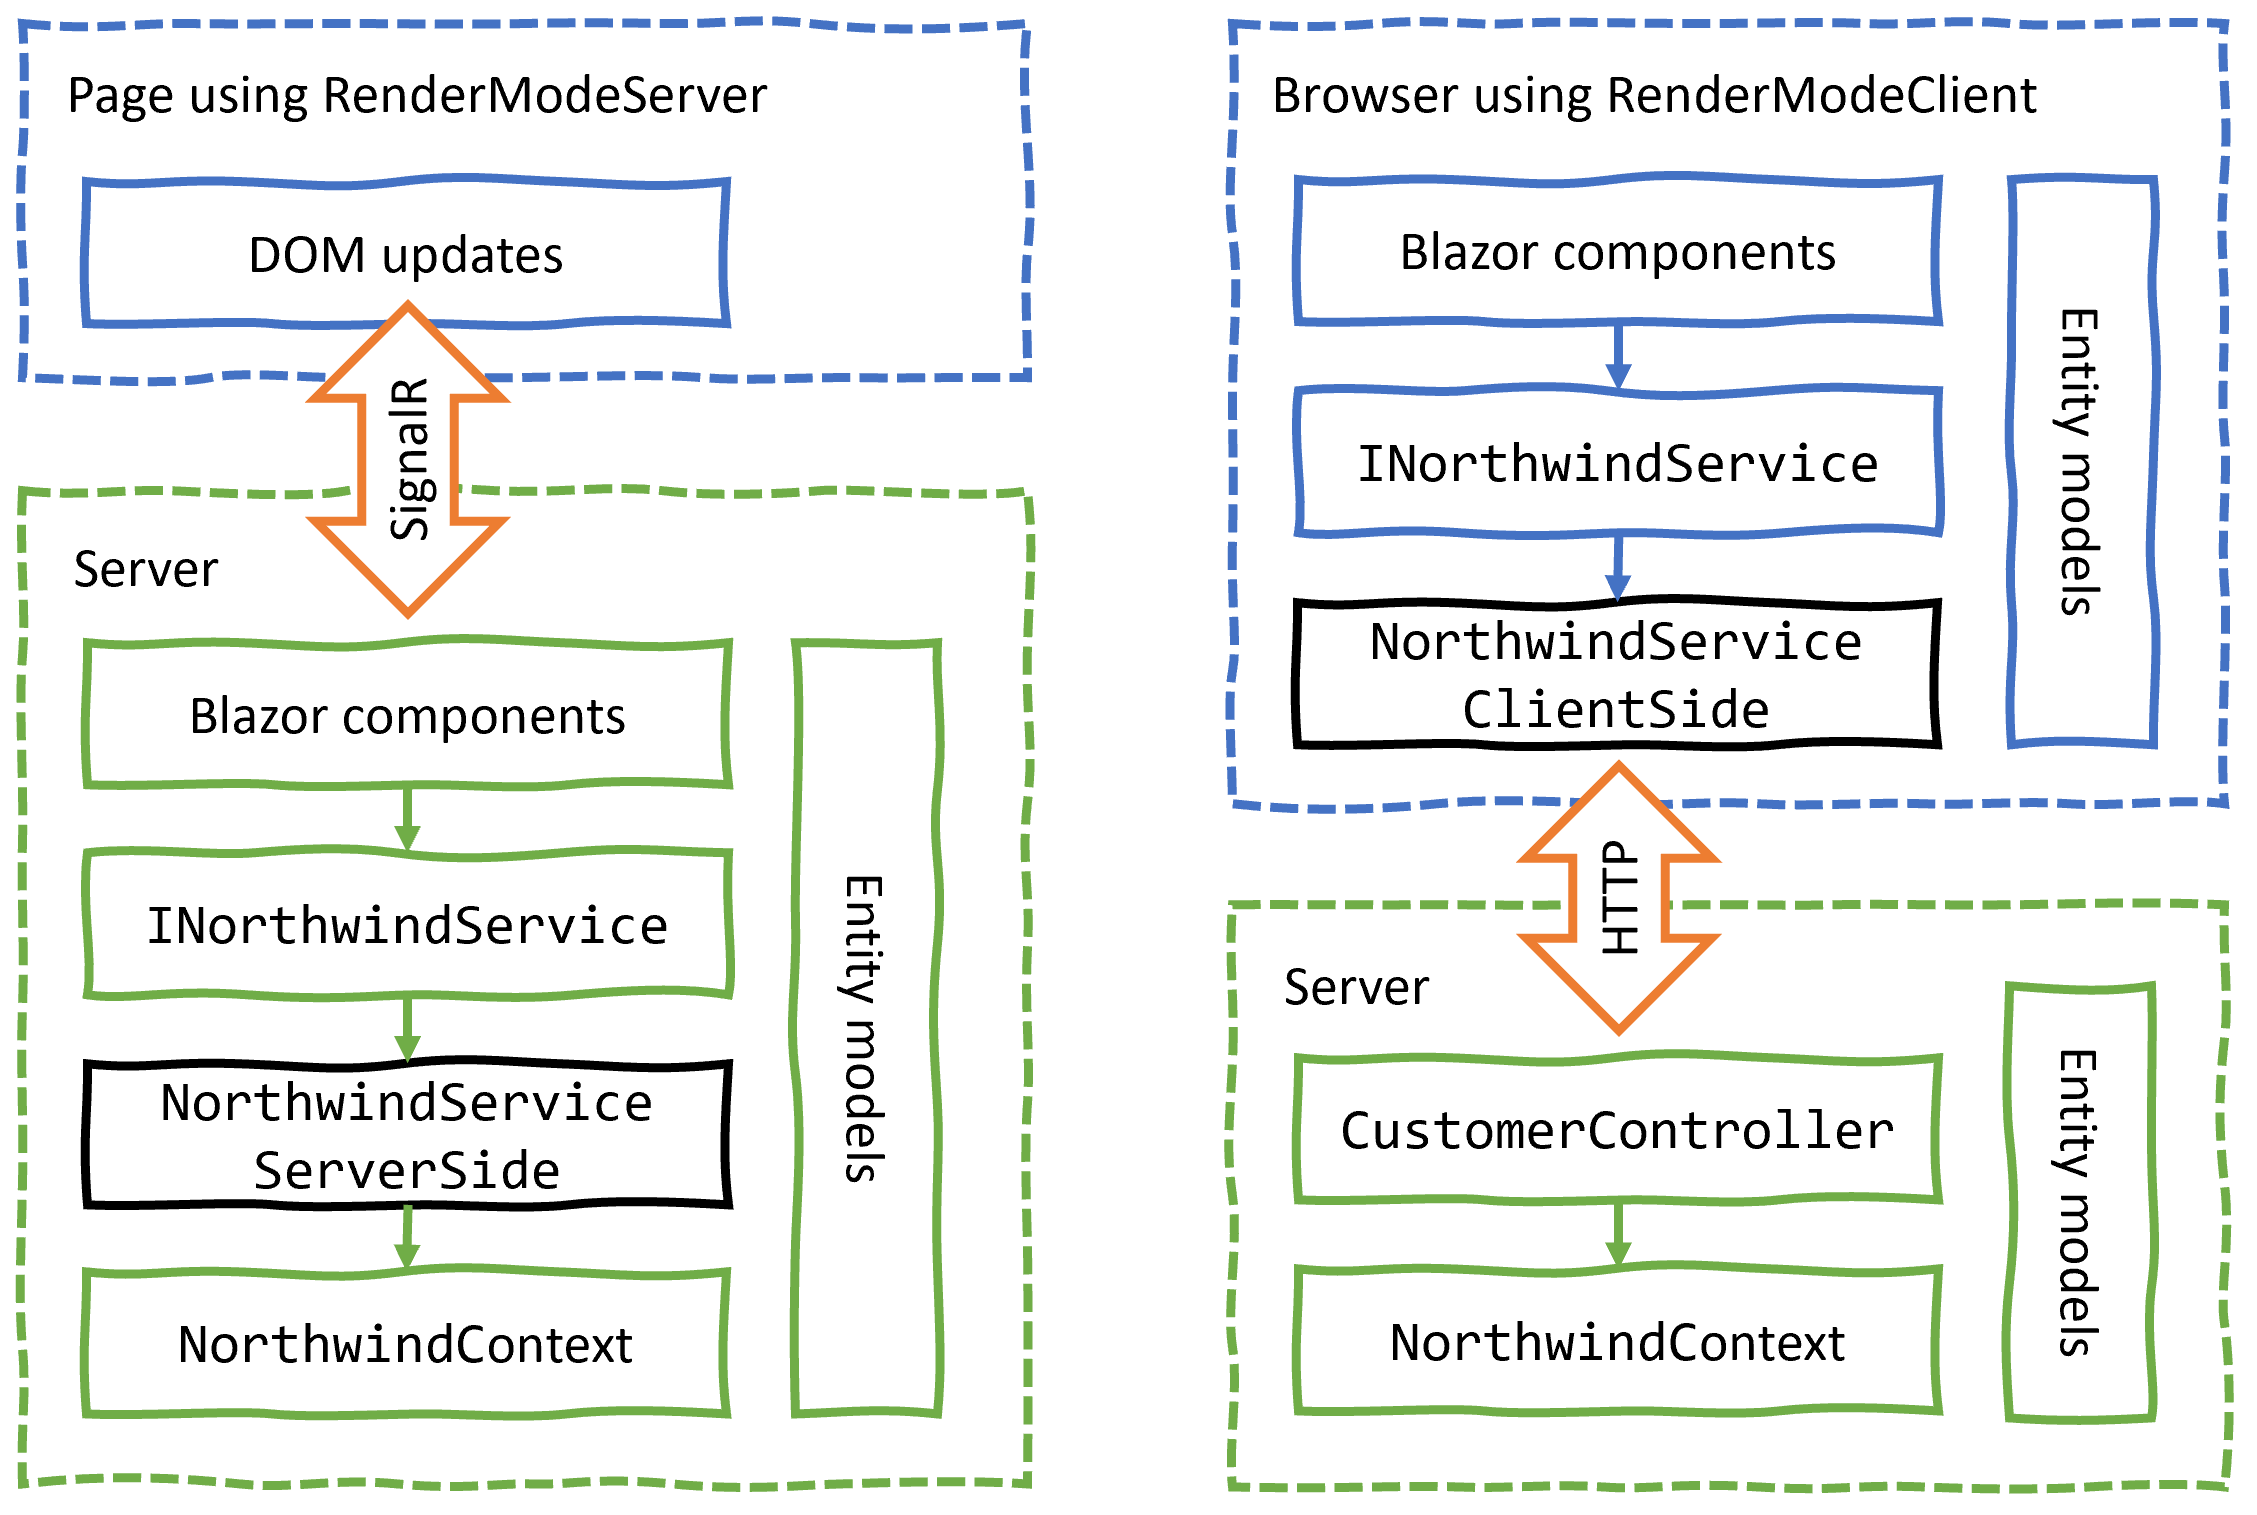 Page using RenderModeServer
DOM updates
SignalR
Server
Blazor components
INorthwindService
NorthwindService
ServerSide
NorthwindContext
Entity models
Browser using RenderModeClient
Blazor components
INorthwindService
NorthwindService
ClientSide
Entity models
HTTP
Server
CustomerController
NorthwindContext
Entity models